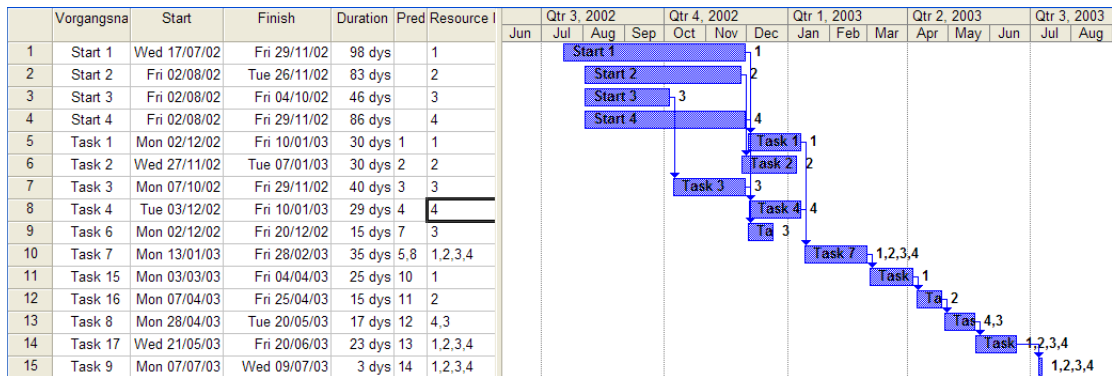 Vorgangsna Start Finish Duration Pred Resource I Qtr 3, 2002 Qtr 4, 2002 Qtr 1, 2003 Qtr 2, 2003 Qtr 3, 2003
Jun Jul Aug Sep Oct Nov Dec Jan Feb Mar Apr May Jun Jul Aug
1 Start 1 Wed 17/07/02 Fri 29/11/02 98 dys 1 Start 1 1
2 Start 2 Fri 02/08/02 Tue 26/11/02 83 dys 2 Start 2 2
3 Start 3 Fri 02/08/02 Fri 04/10/02 46 dys 3 Start 3 3
4 Start 4 Fri 02/08/02 Fri 29/11/02 86 dys 4 Start 4 4
5 Task 1 Mon 02/12/02 Fri 10/01/03 30 dys 1 1 Task 1 1
6 Task 2 Wed 27/11/02 Tue 07/01/03 30 dys 2 2 Task 2 2
7 Task 3 Mon 07/10/02 Fri 29/11/02 40 dys 3 3 Task 3 3
8 Task 4 Tue 03/12/02 Fri 10/01/03 29 dys 4 4 Task 4 4
9 Task 6 Mon 02/12/02 Fri 20/12/02 15 dys 7 3 Ta 3
10 Task 7 Mon 13/01/03 Fri 28/02/03 35 dys 5,8 1,2,3,4 Task 7 1,2,3,4
11 Task 15 Mon 03/03/03 Fri 04/04/03 25 dys 10 1 Task 1
12 Task 16 Mon 07/04/03 Fri 25/04/03 15 dys 11 2 Ta 2
13 Task 8 Mon 28/04/03 Tue 20/05/03 17 dys 12 4,3 Tas 4,3
14 Task 17 Wed 21/05/03 Fri 20/06/03 23 dys 13 1,2,3,4 Task 1,2,3,4
15 Task 9 Mon 07/07/03 Wed 09/07/03 3 dys 14 1,2,3,4 1,2,3,4